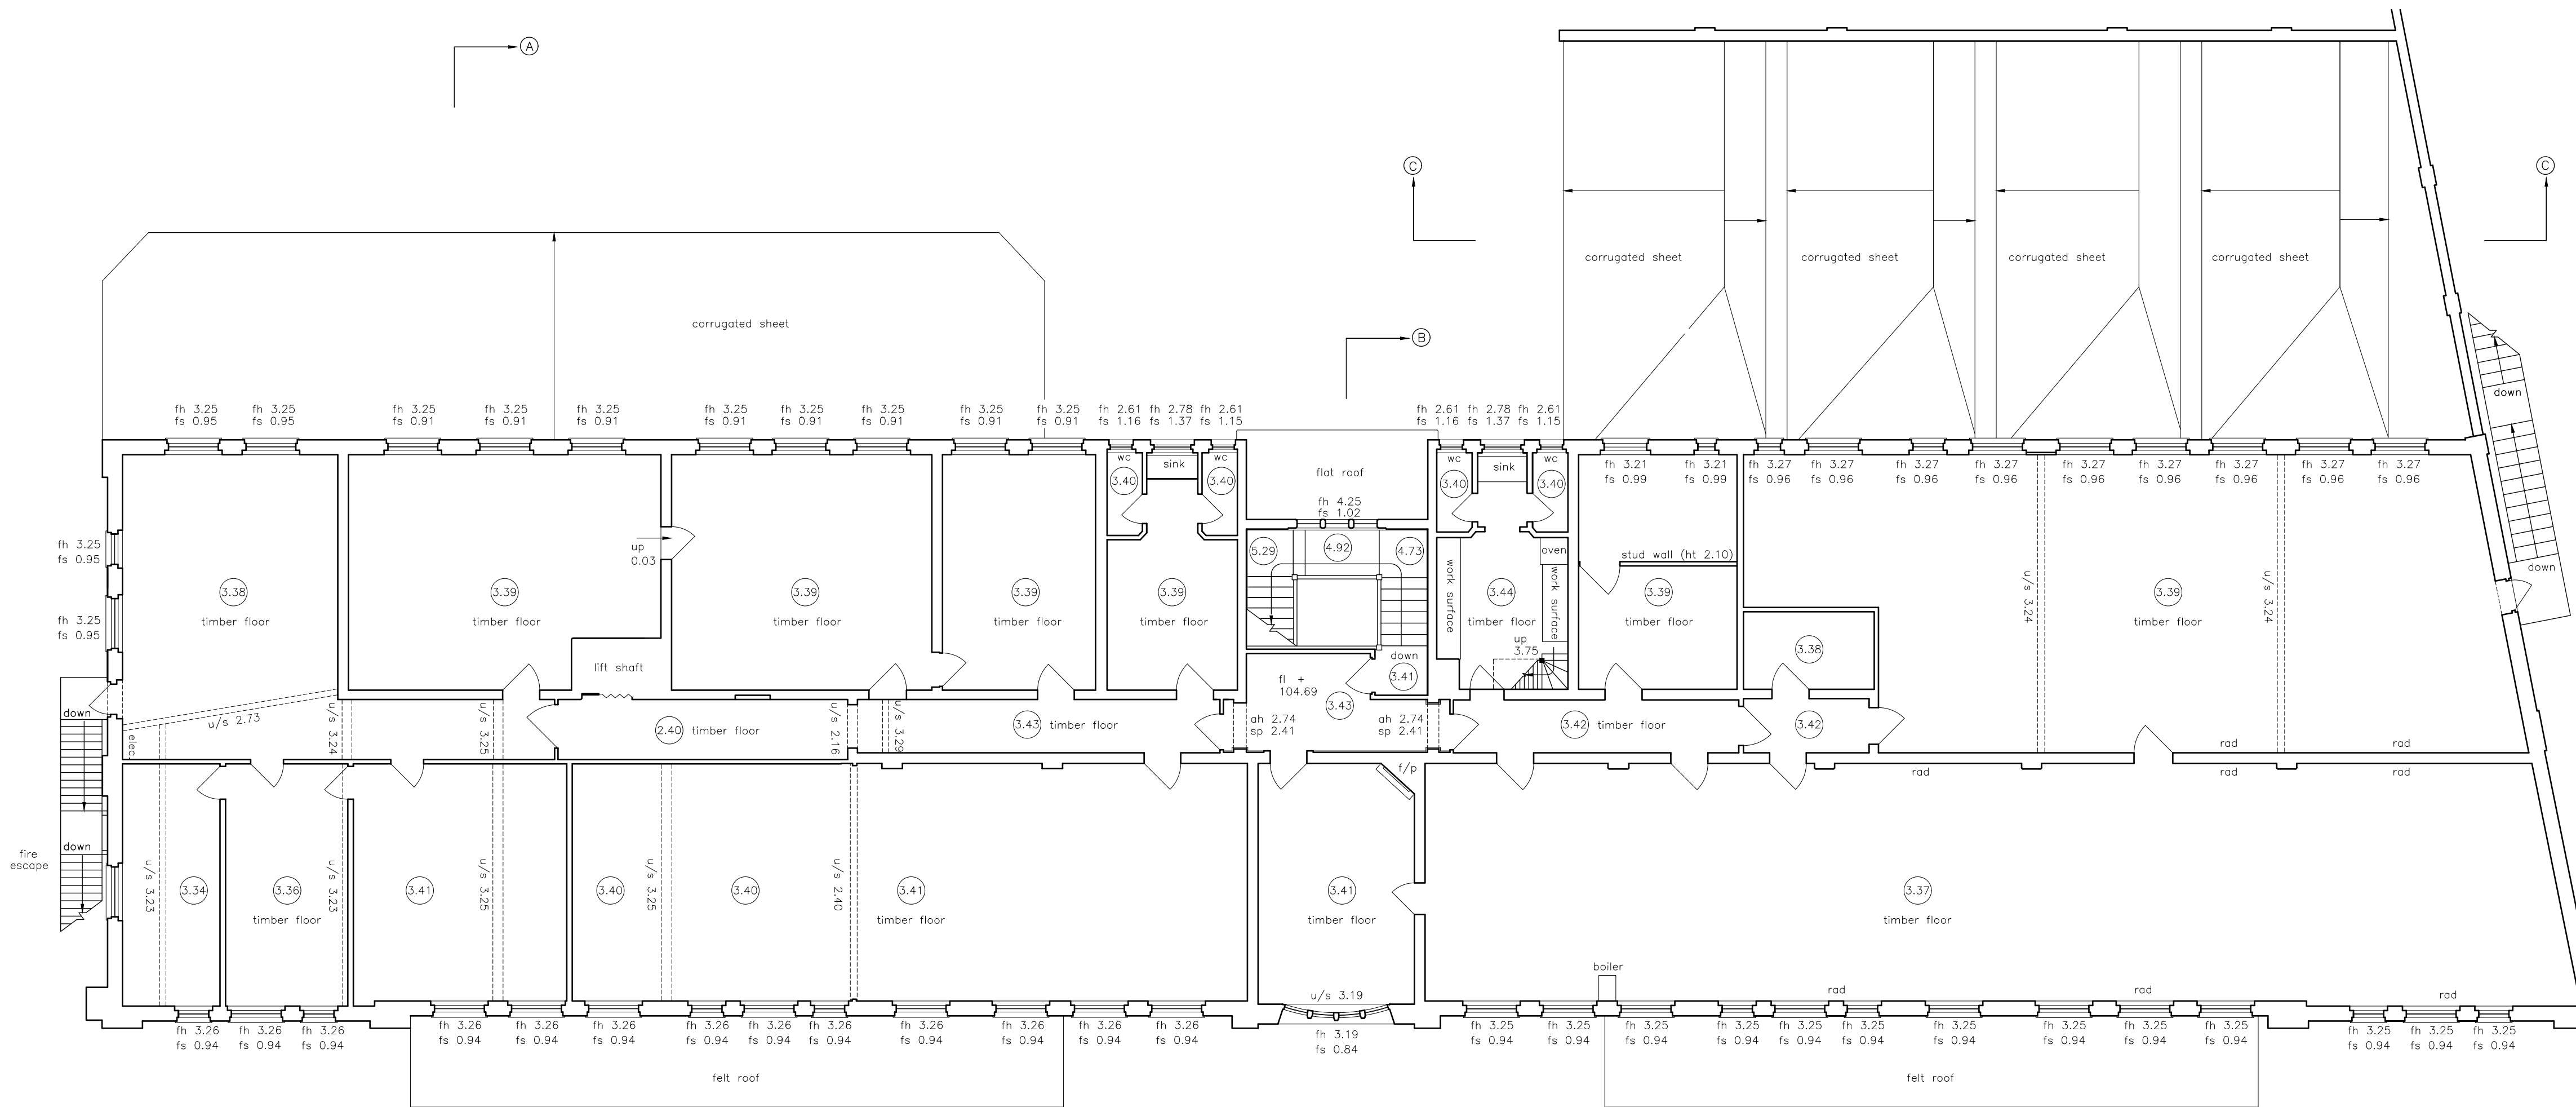 A
C
C
corrugated sheet
corrugated sheet
corrugated sheet
corrugated sheet
corrugated sheet
B
down
down
down
fh 3.25
fs 0.95
fh 3.25
fs 0.95
fh 3.25
fs 0.91
fh 3.25
fs 0.91
fh 3.25
fs 0.91
fh 3.25
fs 0.91
fh 3.25
fs 0.91
fh 3.25
fs 0.91
fh 3.25
fs 0.91
fh 3.25
fs 0.91
fh 2.61
fs 1.16
fh 2.78
fs 1.37
fh 2.61
fs 1.15
fh 2.61
fs 1.16
fh 2.78
fs 1.37
fh 2.61
fs 1.15
wc
sink
wc
3.40
3.40
flat roof
fh 4.25
fs 1.02
wc
sink
wc
3.40
3.40
fh 3.21
fs 0.99
fh 3.21
fs 0.99
fh 3.27
fs 0.96
fh 3.27
fs 0.96
fh 3.27
fs 0.96
fh 3.27
fs 0.96
fh 3.27
fs 0.96
fh 3.27
fs 0.96
fh 3.27
fs 0.96
fh 3.27
fs 0.96
fh 3.27
fs 0.96
fh 3.25
fs 0.95
fh 3.25
fs 0.95
up
0.03
5.29
4.92
4.73
oven
stud wall (ht 2.10)
work surface
work surface
3.38
timber floor
3.39
timber floor
3.39
timber floor
3.39
timber floor
3.39
timber floor
3.44
timber floor
3.39
timber floor
3.38
u/s 3.24
3.39
timber floor
u/s 3.24
lift shaft
up
3.75
down
3.41
fl +
104.69
3.43
down
elec
u/s 2.73
u/s 3.24
u/s 3.25
2.40
timber floor
u/s 2.16
u/s 3.29
3.43
timber floor
ah 2.74
sp 2.41
ah 2.74
sp 2.41
3.42
timber floor
3.42
rad
rad
rad
rad
rad
f/p
down
fire
escape
u/s 3.23
3.34
3.36
timber floor
u/s 3.23
3.41
u/s 3.25
3.40
u/s 3.25
3.40
u/s 2.40
3.41
timber floor
3.41
timber floor
3.37
timber floor
boiler
u/s 3.19
rad
rad
rad
fh 3.26
fs 0.94
fh 3.26
fs 0.94
fh 3.26
fs 0.94
fh 3.26
fs 0.94
fh 3.26
fs 0.94
fh 3.26
fs 0.94
fh 3.26
fs 0.94
fh 3.26
fs 0.94
fh 3.26
fs 0.94
fh 3.26
fs 0.94
fh 3.26
fs 0.94
fh 3.26
fs 0.94
fh 3.26
fs 0.94
fh 3.19
fs 0.84
fh 3.25
fs 0.94
fh 3.25
fs 0.94
fh 3.25
fs 0.94
fh 3.25
fs 0.94
fh 3.25
fs 0.94
fh 3.25
fs 0.94
fh 3.25
fs 0.94
fh 3.25
fs 0.94
fh 3.25
fs 0.94
fh 3.25
fs 0.94
fh 3.25
fs 0.94
fh 3.25
fs 0.94
fh 3.25
fs 0.94
felt roof
felt roof